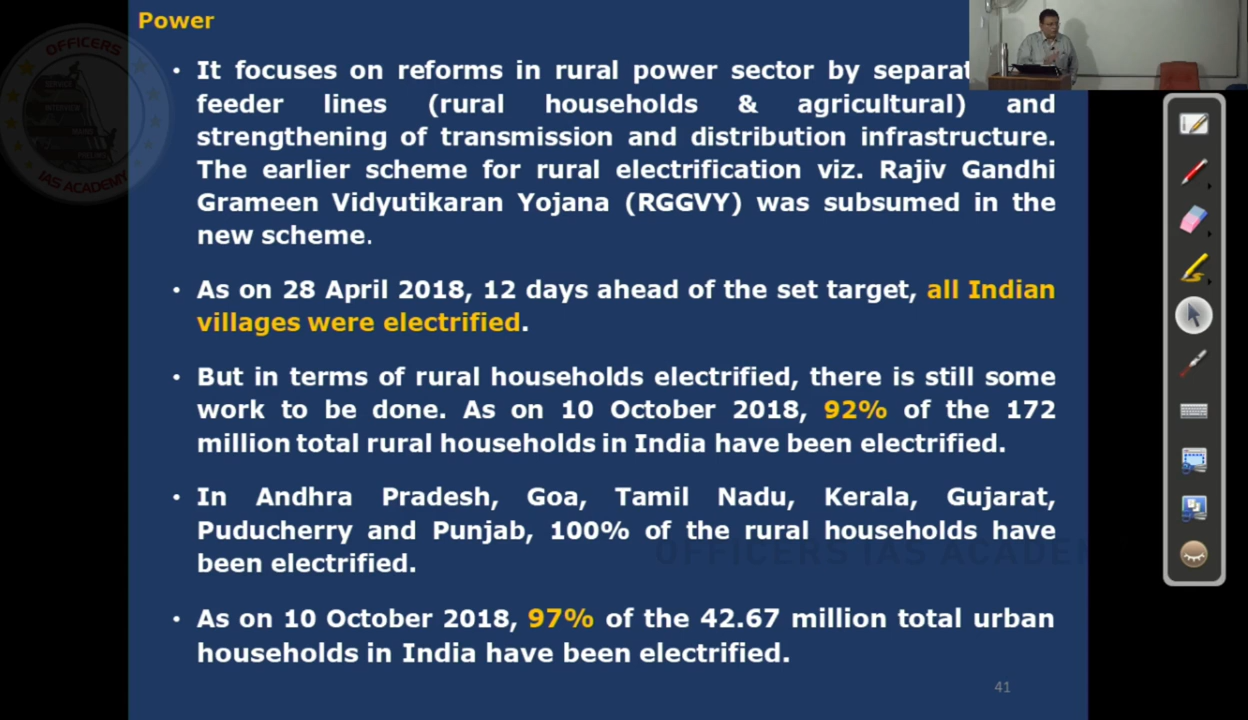 Power
• It focuses on reforms in rural power sector by separat
feeder lines (rural households & agricultural) and
strengthening of transmission and distribution infrastructure.
The earlier scheme for rural electrification viz. Rajiv Gandhi
Grameen Vidyutikaran Yojana (RGGVY) was subsumed in the
new scheme.
• As on 28 April 2018, 12 days ahead of the set target, all Indian
villages were electrified.
• But in terms of rural households electrified, there is still some
work to be done. As on 10 October 2018, 92% of the 172
million total rural households in India have been electrified.
• In Andhra Pradesh, Goa, Tamil Nadu, Kerala, Gujarat,
Puducherry and Punjab, 100% of the rural households have
been electrified.
• As on 10 October 2018, 97% of the 42.67 million total urban
households in India have been electrified.
41
OFFICERS
IAS ACADEMY
OFFICERS IAS ACADEM